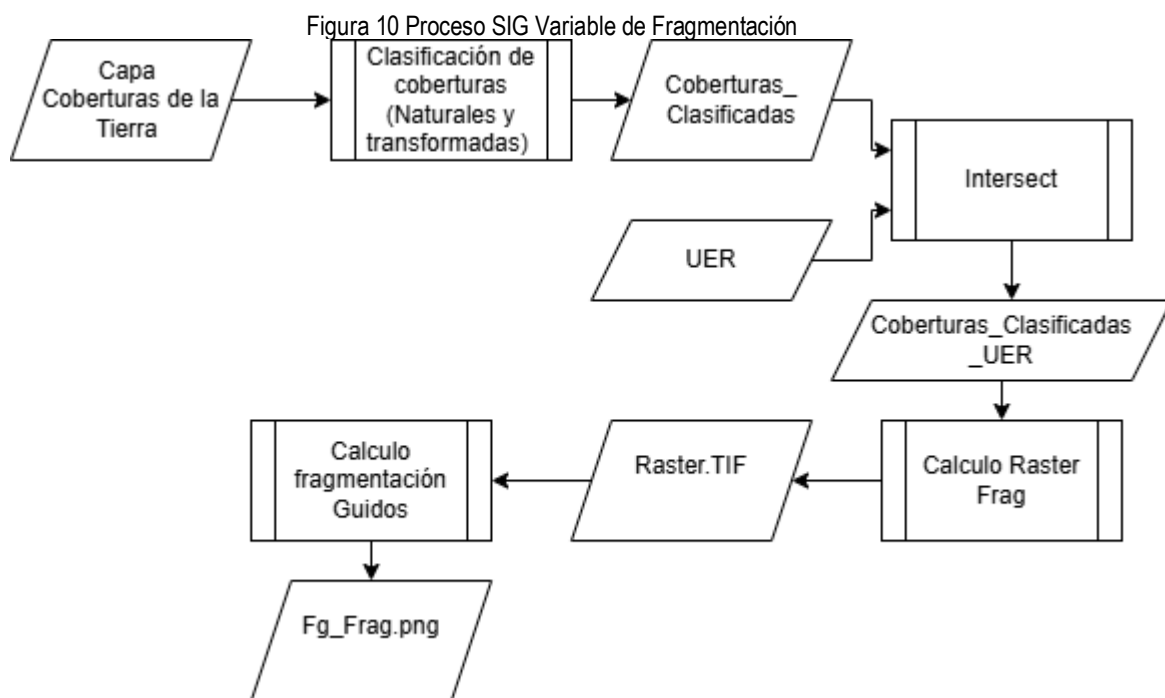 Figura 10 Proceso SIG Variable de Fragmentación
Capa
Coberturas de la
Tierra
Clasificación de
coberturas
(Naturales y
transformadas)
Coberturas_
Clasificadas
Intersect
UER
Coberturas_Clasificadas
_UER
Calculo Raster
Frag
Raster.TIF
Calculo
fragmentación
Guidos
Fg_Frag.png